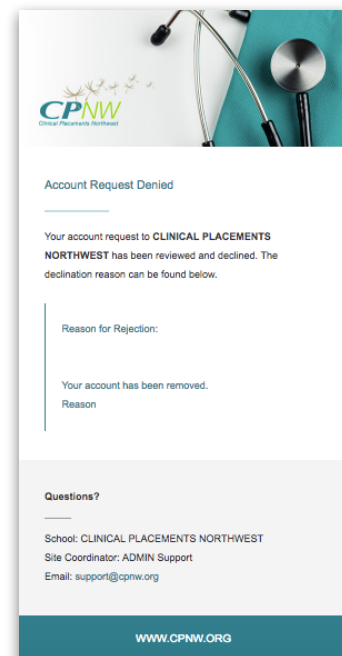 CPNW
Clinical Placements Northwest
Account Request Denied
Your account request to CLINICAL PLACEMENTS
NORTHWEST has been reviewed and declined. The
declination reason can be found below.
Reason for Rejection:
Your account has been removed.
Reason
Questions?
School: CLINICAL PLACEMENTS NORTHWEST
Site Coordinator: ADMIN Support
Email: support@cpnw.org
WWW.CPNW.ORG